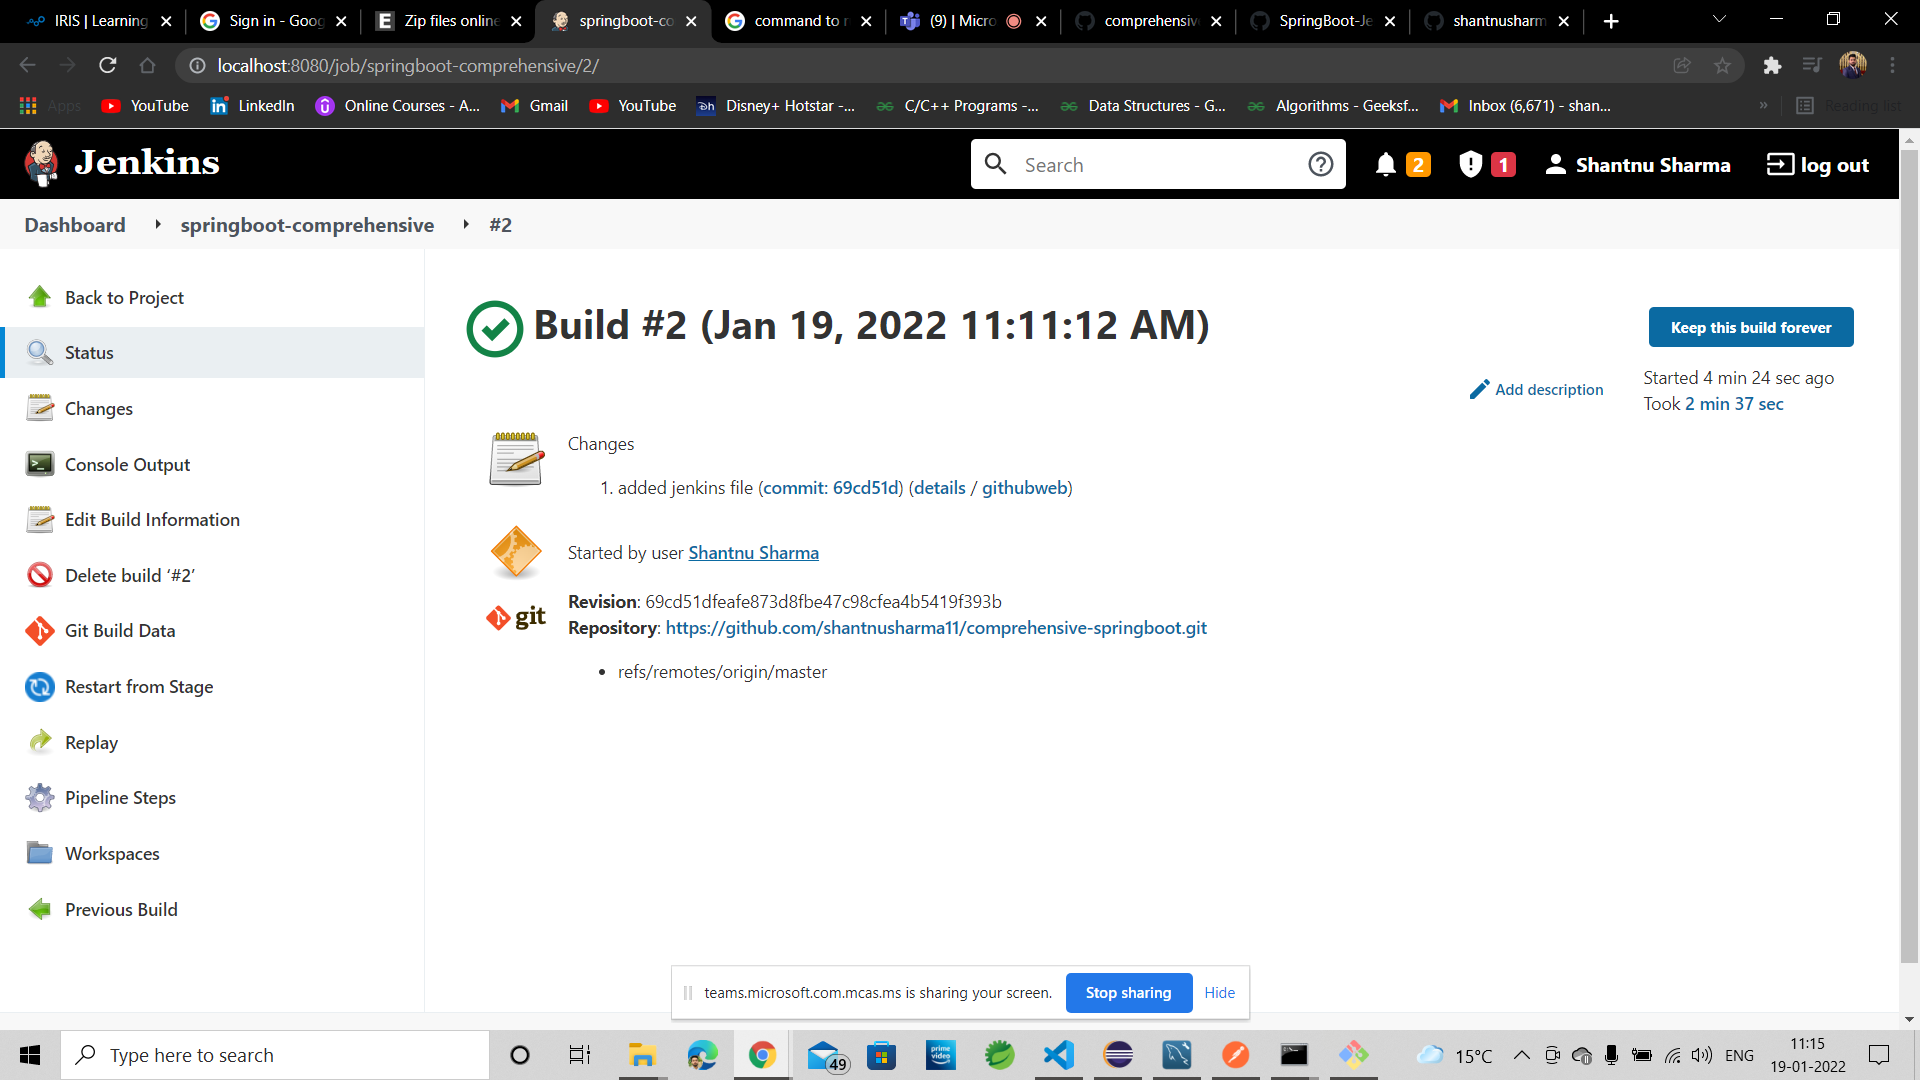 IRIS | Learning
Sign in - Goog
Zip files online
springboot-co
command to r
(9) | Micro
comprehensiv
SpringBoot-Je
shantnusharm
localhost:8080/job/springboot-comprehensive/2/
Apps
YouTube
LinkedIn
Online Courses - A...
Gmail
YouTube
Disney+ Hotstar -...
C/C++ Programs -...
Data Structures - G...
Algorithms - Geeksf...
Inbox (6,671) - shan...
»
Reading list
Jenkins
Search
2
1
Shantnu Sharma
log out
Dashboard
springboot-comprehensive
#2
Back to Project
Status
Changes
Console Output
Edit Build Information
Delete build ‘#2’
Git Build Data
Restart from Stage
Replay
Pipeline Steps
Workspaces
Previous Build
Build #2 (Jan 19, 2022 11:11:12 AM)
Keep this build forever
Add description
Started 4 min 24 sec ago
Took 2 min 37 sec
Changes
1. added jenkins file (commit: 69cd51d) (details / githubweb)
Started by user Shantnu Sharma
git
Revision: 69cd51dfeafe873d8fbe47c98cfea4b5419f393b
Repository: https://github.com/shantnusharma11/comprehensive-springboot.git
• refs/remotes/origin/master
teams.microsoft.com.mcas.ms is sharing your screen.
Stop sharing
Hide
Type here to search
49
prime video
15°C
ENG
11:15
19-01-2022